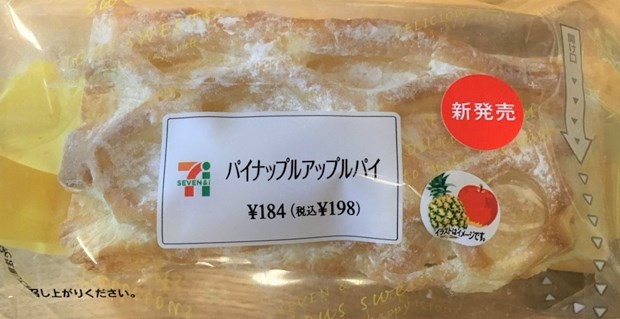 新発売
開け口
SEVEN&i
パイナップルアップルパイ
¥184(税込¥198)
イラストはイメージです。
召し上がりください。